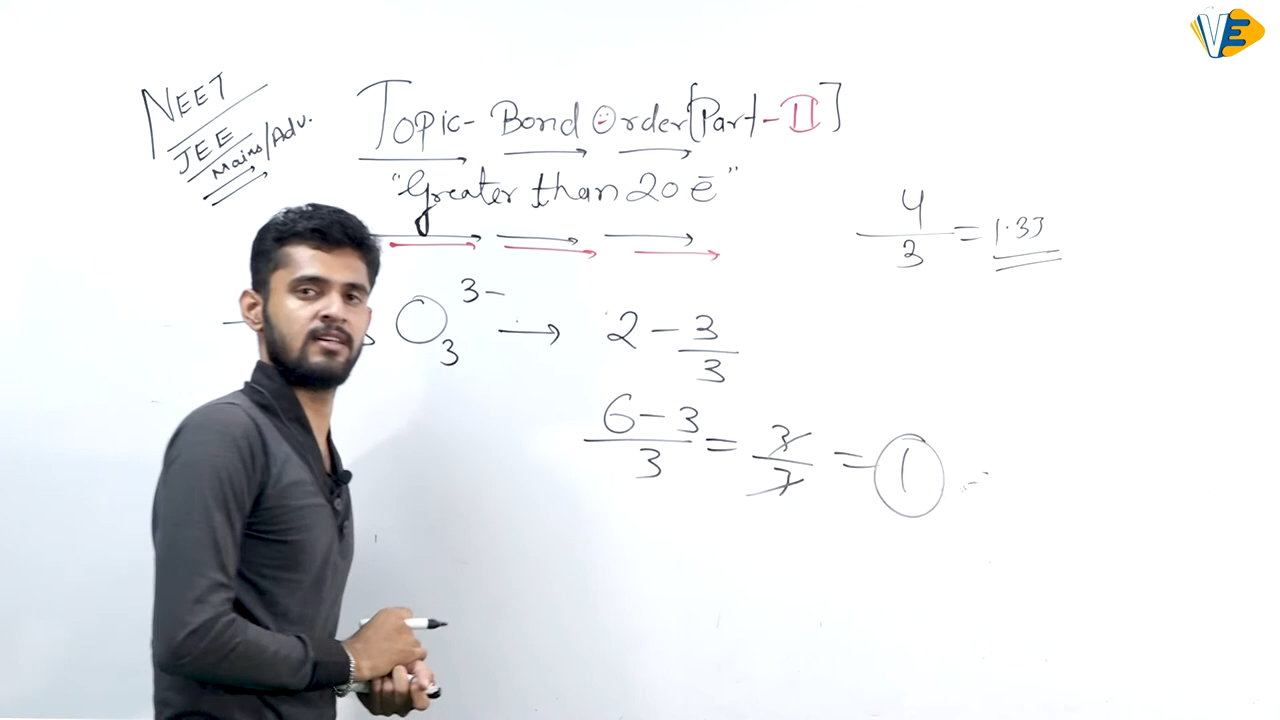 NEET
JEE
Mains/Adv.
Topic- Bond Order [Part-II]
"Greater than 20 ē"
4/3 = 1.33
O₃³⁻ → 2 - 3/3
6-3/3 = 3/3 = 1
VE